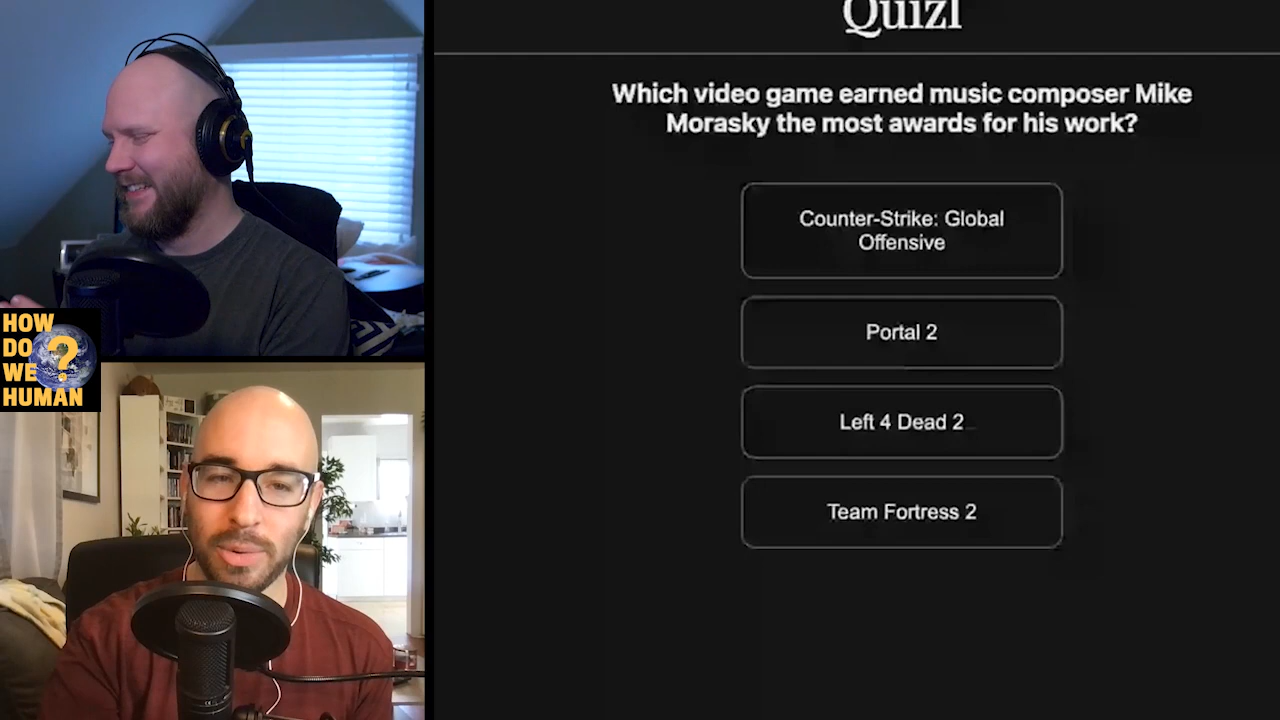 Quizl
Which video game earned music composer Mike
Morasky the most awards for his work?
Counter-Strike: Global
Offensive
Portal 2
Left 4 Dead 2
Team Fortress 2
HOW
DO
WE
HUMAN
?